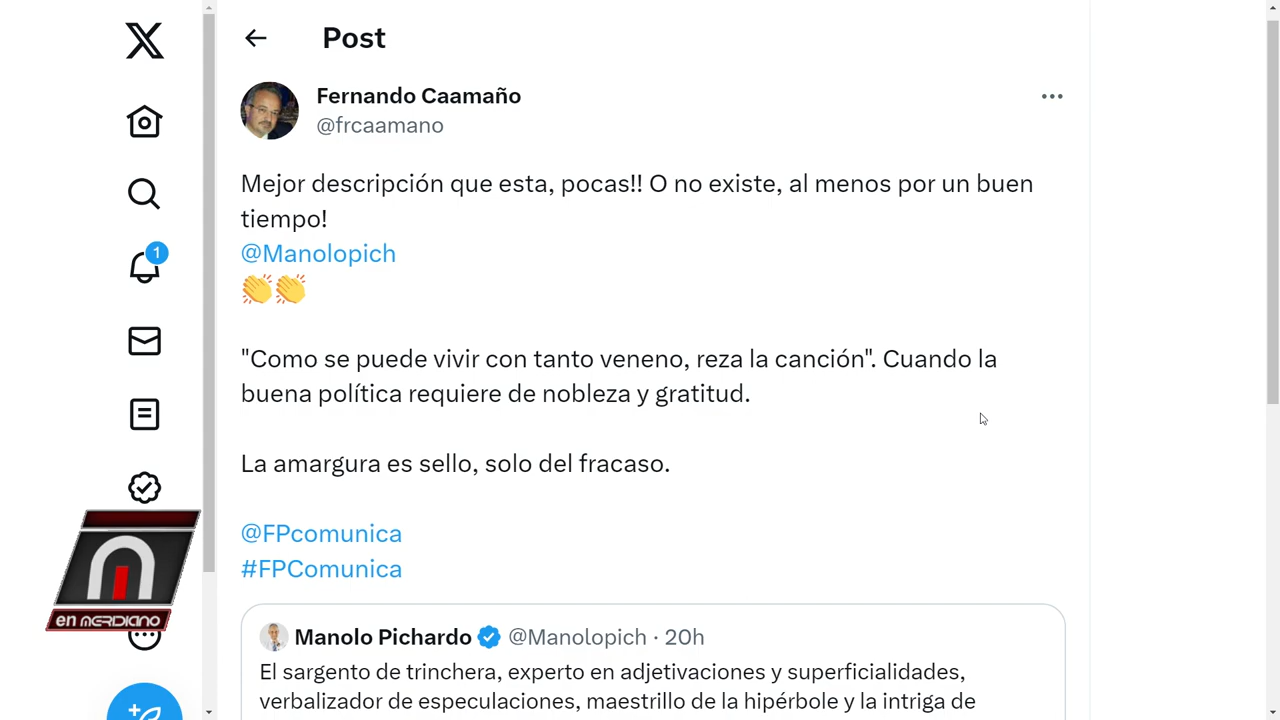 Post
Fernando Caamaño
@frcaamano
Mejor descripción que esta, pocas!! O no existe, al menos por un buen
tiempo!
@Manolopich
👏👏
"Como se puede vivir con tanto veneno, reza la canción". Cuando la
buena política requiere de nobleza y gratitud.
La amargura es sello, solo del fracaso.
@FPcomunica
#FPComunica
Manolo Pichardo @Manolopich · 20h
El sargento de trinchera, experto en adjetivaciones y superficialidades,
verbalizador de especulaciones, maestrillo de la hipérbole y la intriga de
1
en MERDIANO